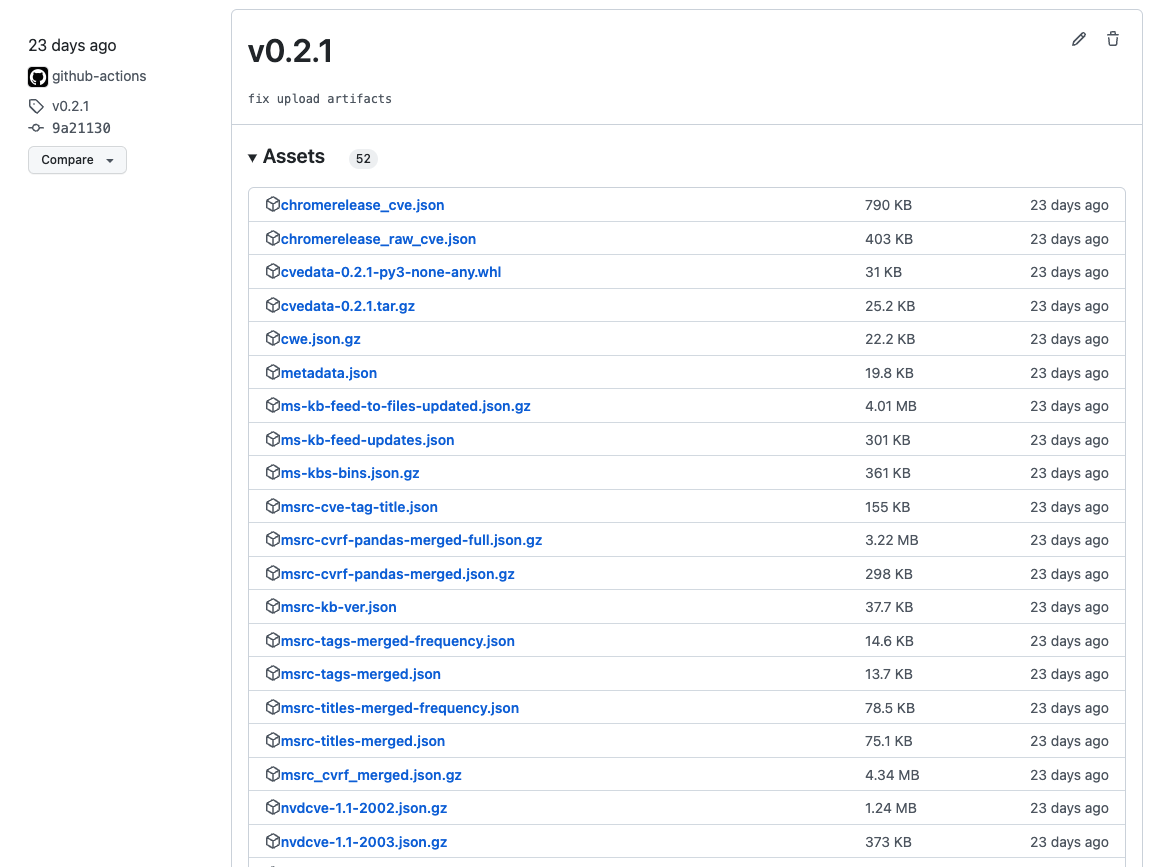 23 days ago
github-actions
v0.2.1
9a21130
Compare
v0.2.1
fix upload artifacts
Assets 52
chromerelease_cve.json 790 KB 23 days ago
chromerelease_raw_cve.json 403 KB 23 days ago
cvedata-0.2.1-py3-none-any.whl 31 KB 23 days ago
cvedata-0.2.1.tar.gz 25.2 KB 23 days ago
cwe.json.gz 22.2 KB 23 days ago
metadata.json 19.8 KB 23 days ago
ms-kb-feed-to-files-updated.json.gz 4.01 MB 23 days ago
ms-kb-feed-updates.json 301 KB 23 days ago
ms-kbs-bins.json.gz 361 KB 23 days ago
msrc-cve-tag-title.json 155 KB 23 days ago
msrc-cvrf-pandas-merged-full.json.gz 3.22 MB 23 days ago
msrc-cvrf-pandas-merged.json.gz 298 KB 23 days ago
msrc-kb-ver.json 37.7 KB 23 days ago
msrc-tags-merged-frequency.json 14.6 KB 23 days ago
msrc-tags-merged.json 13.7 KB 23 days ago
msrc-titles-merged-frequency.json 78.5 KB 23 days ago
msrc-titles-merged.json 75.1 KB 23 days ago
msrc_cvrf_merged.json.gz 4.34 MB 23 days ago
nvdcve-1.1-2002.json.gz 1.24 MB 23 days ago
nvdcve-1.1-2003.json.gz 373 KB 23 days ago